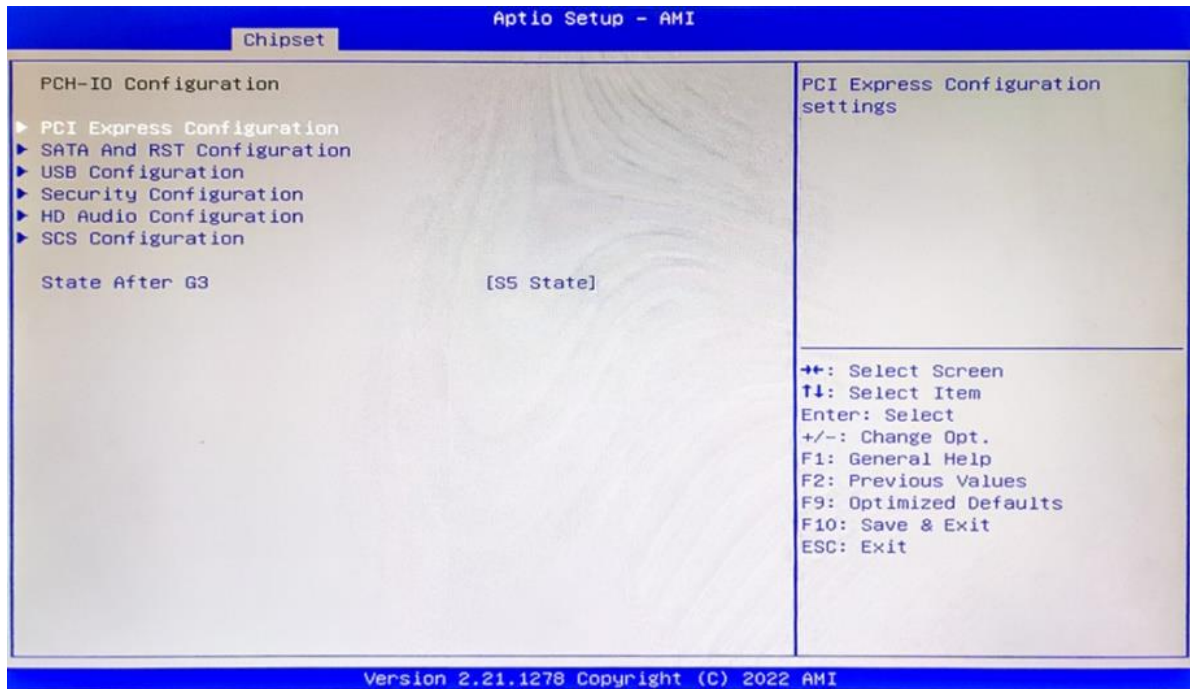 Aptio Setup – AMI
Chipset
PCH-IO Configuration
► PCI Express Configuration
► SATA And RST Configuration
► USB Configuration
► Security Configuration
► HD Audio Configuration
► SCS Configuration
State After G3 [S5 State]
PCI Express Configuration
settings
→←: Select Screen
↑↓: Select Item
Enter: Select
+/-: Change Opt.
F1: General Help
F2: Previous Values
F9: Optimized Defaults
F10: Save & Exit
ESC: Exit
Version 2.21.1278 Copyright (C) 2022 AMI